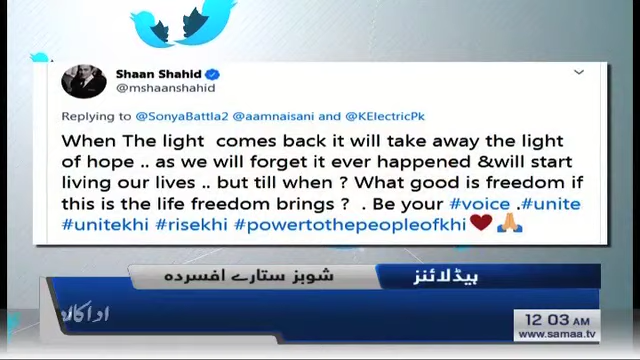 Shaan Shahid
@mshaanshahid
Replying to @SonyaBattla2 @aamnaisani and @KElectricPk
When The light comes back it will take away the light
of hope .. as we will forget it ever happened &will start
living our lives .. but till when ? What good is freedom if
this is the life freedom brings ? . Be your #voice .#unite
#unitekhi #risekhi #powertothepeopleofkhi❤️🙏
ہیڈلائنز
شوبز ستارے افسردہ
12 03 AM
www.samaa.tv